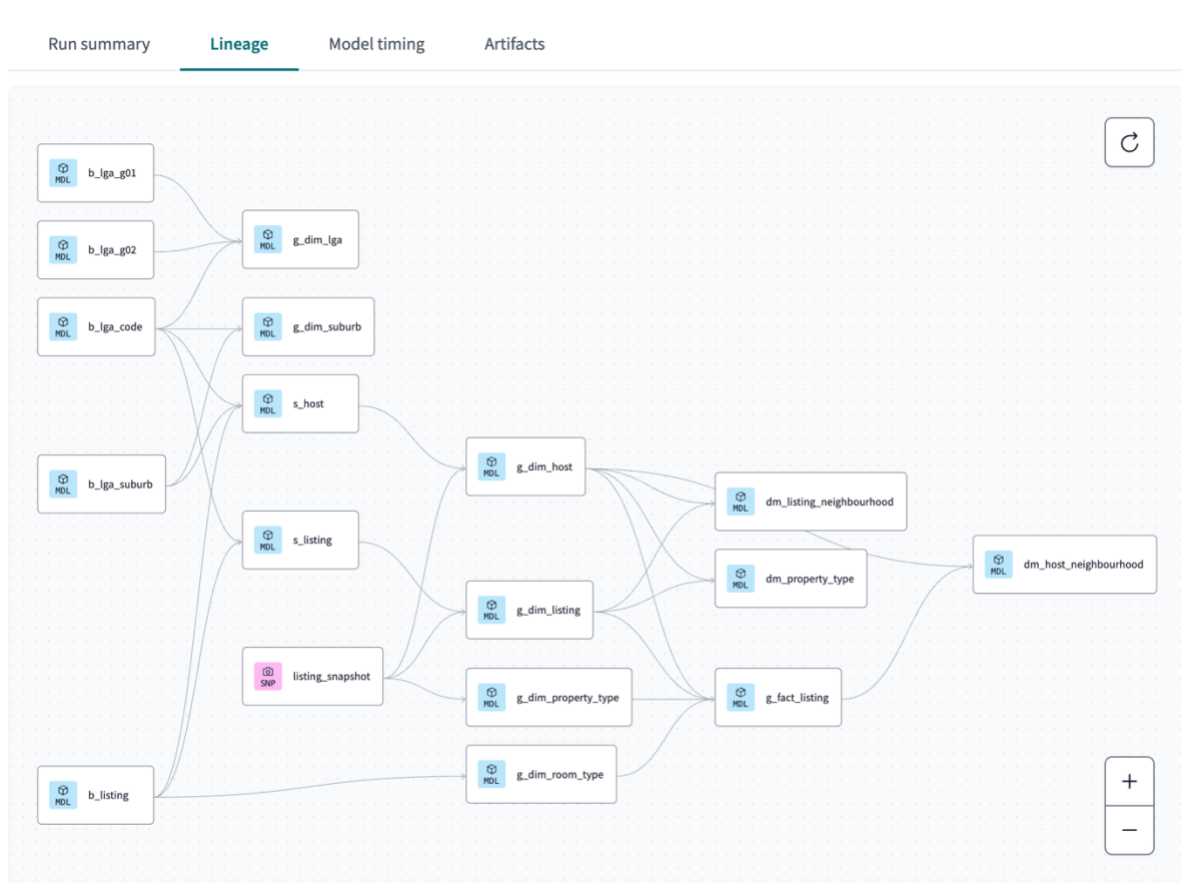 Run summary
Lineage
Model timing
Artifacts
MDL
b_lga_g01
MDL
b_lga_g02
MDL
b_lga_code
MDL
b_lga_suburb
MDL
b_listing
MDL
g_dim_lga
MDL
g_dim_suburb
MDL
s_host
MDL
s_listing
SNP
listing_snapshot
MDL
g_dim_host
MDL
g_dim_listing
MDL
g_dim_property_type
MDL
g_dim_room_type
MDL
dm_listing_neighbourhood
MDL
dm_property_type
MDL
g_fact_listing
MDL
dm_host_neighbourhood
+
−